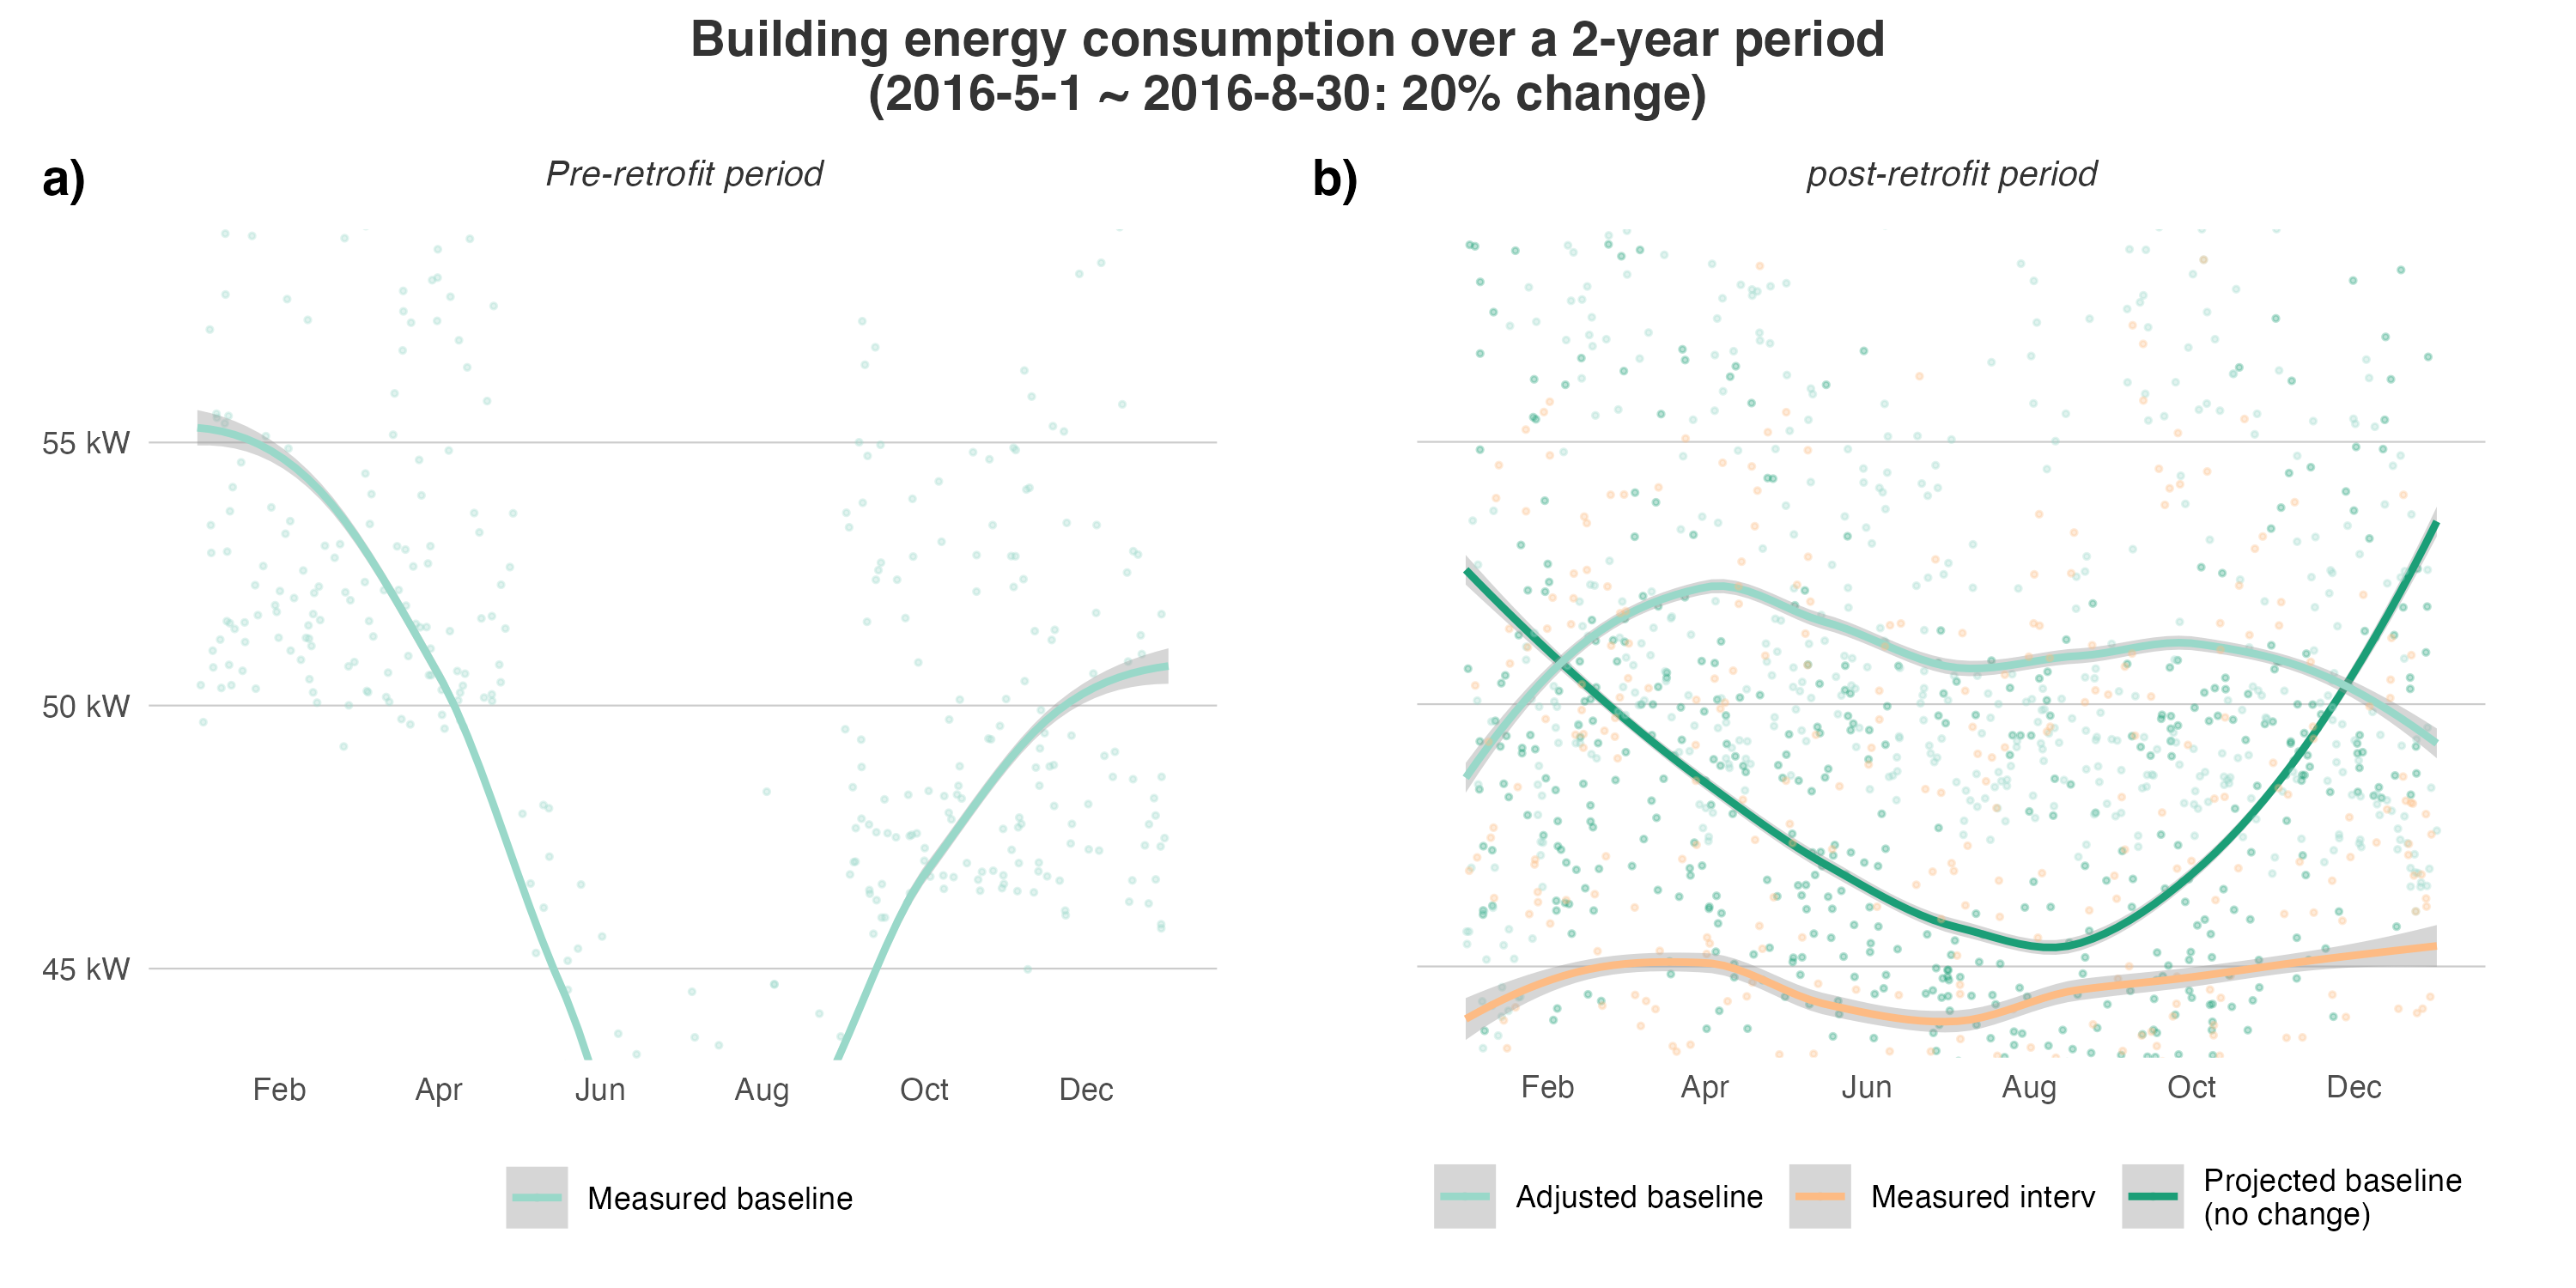 Building energy consumption over a 2-year period
(2016-5-1 ~ 2016-8-30: 20% change)
a)
Pre-retrofit period
55 kW
50 kW
45 kW
Feb Apr Jun Aug Oct Dec
Measured baseline
b)
post-retrofit period
Feb Apr Jun Aug Oct Dec
Adjusted baseline
Measured interv
Projected baseline
(no change)